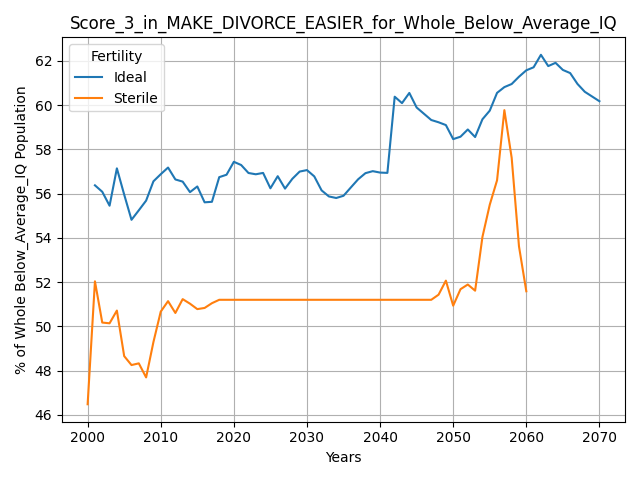 Score_3_in_MAKE_DIVORCE_EASIER_for_Whole_Below_Average_IQ
Fertility
Ideal
Sterile
% of Whole Below_Average_IQ Population
62
60
58
56
54
52
50
48
46
2000
2010
2020
2030
2040
2050
2060
2070
Years